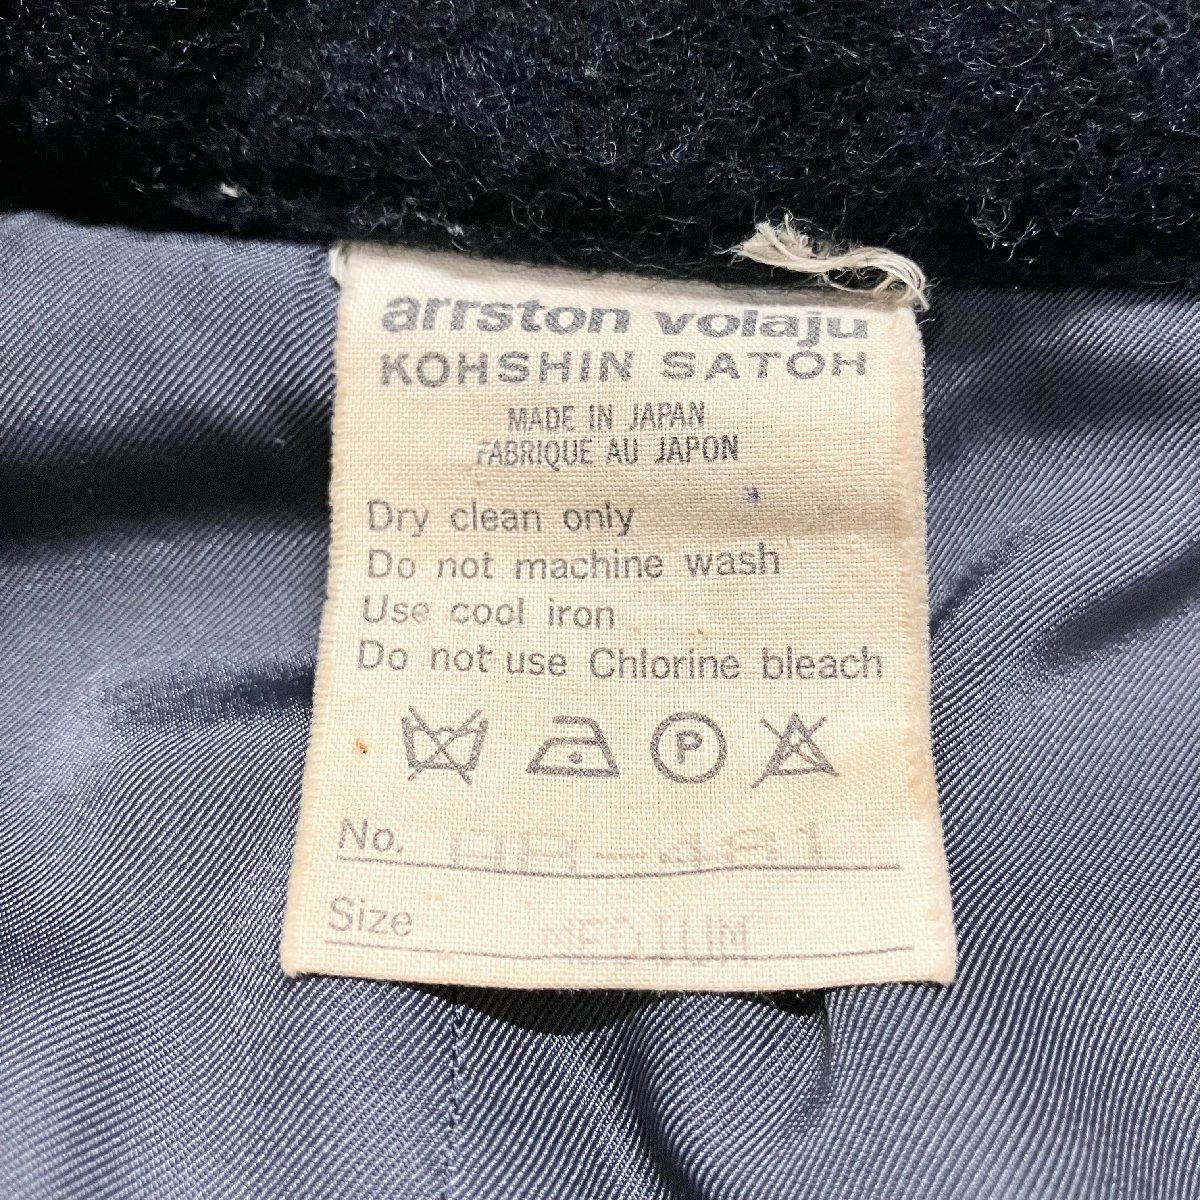 arrston volaju
KOHSHIN SATOH
MADE IN JAPAN
FABRIQUE AU JAPON
Dry clean only
Do not machine wash
Use cool iron
Do not use Chlorine bleach
P
No.
Size MEDIUM